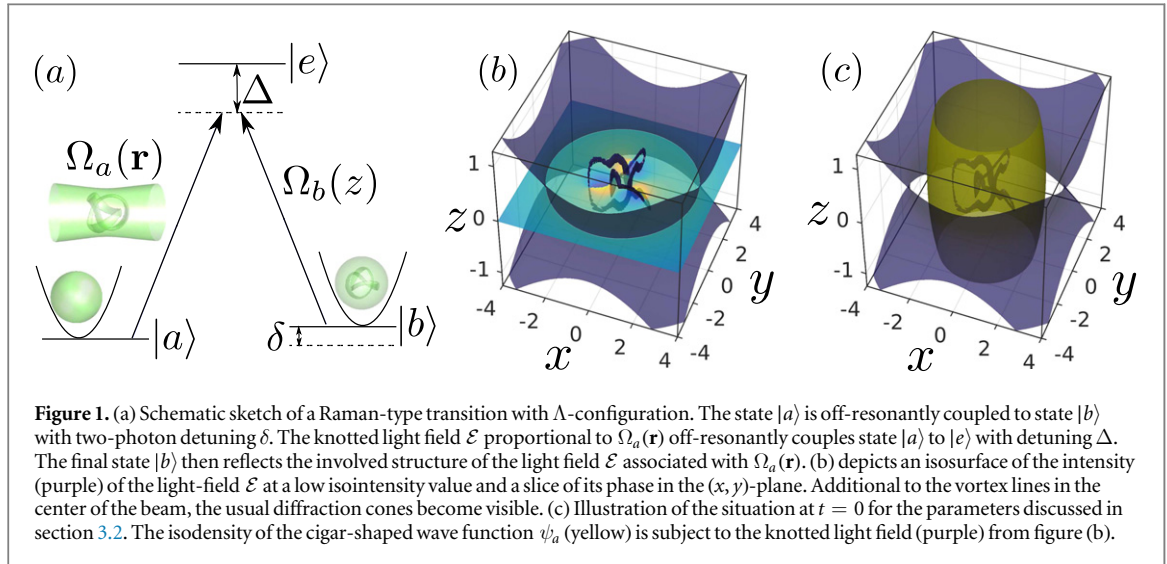 (a)
|e⟩
Δ
Ωa(r)
Ωb(z)
|a⟩
δ
|b⟩
(b)
z
1
0
-1
-4
-2
0
2
4
x
-4
-2
0
2
4
y
(c)
z
1
0
-1
-4
-2
0
2
4
x
-4
-2
0
2
4
y
Figure 1. (a) Schematic sketch of a Raman-type transition with Λ-configuration. The state |a⟩ is off-resonantly coupled to state |b⟩
with two-photon detuning δ. The knotted light field ℰ proportional to Ωa(r) off-resonantly couples state |a⟩ to |e⟩ with detuning Δ.
The final state |b⟩ then reflects the involved structure of the light field ℰ associated with Ωa(r). (b) depicts an isosurface of the intensity
(purple) of the light-field ℰ at a low isointensity value and a slice of its phase in the (x, y)-plane. Additional to the vortex lines in the
center of the beam, the usual diffraction cones become visible. (c) Illustration of the situation at t = 0 for the parameters discussed in
section 3.2. The isodensity of the cigar-shaped wave function ψa (yellow) is subject to the knotted light field (purple) from figure (b).